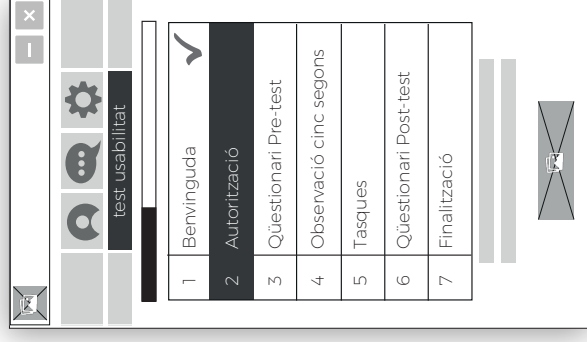 test usabilitat
1 Benvinguda
2 Autorització
3 Qüestionari Pre-test
4 Observació cinc segons
5 Tasques
6 Qüestionari Post-test
7 Finalització